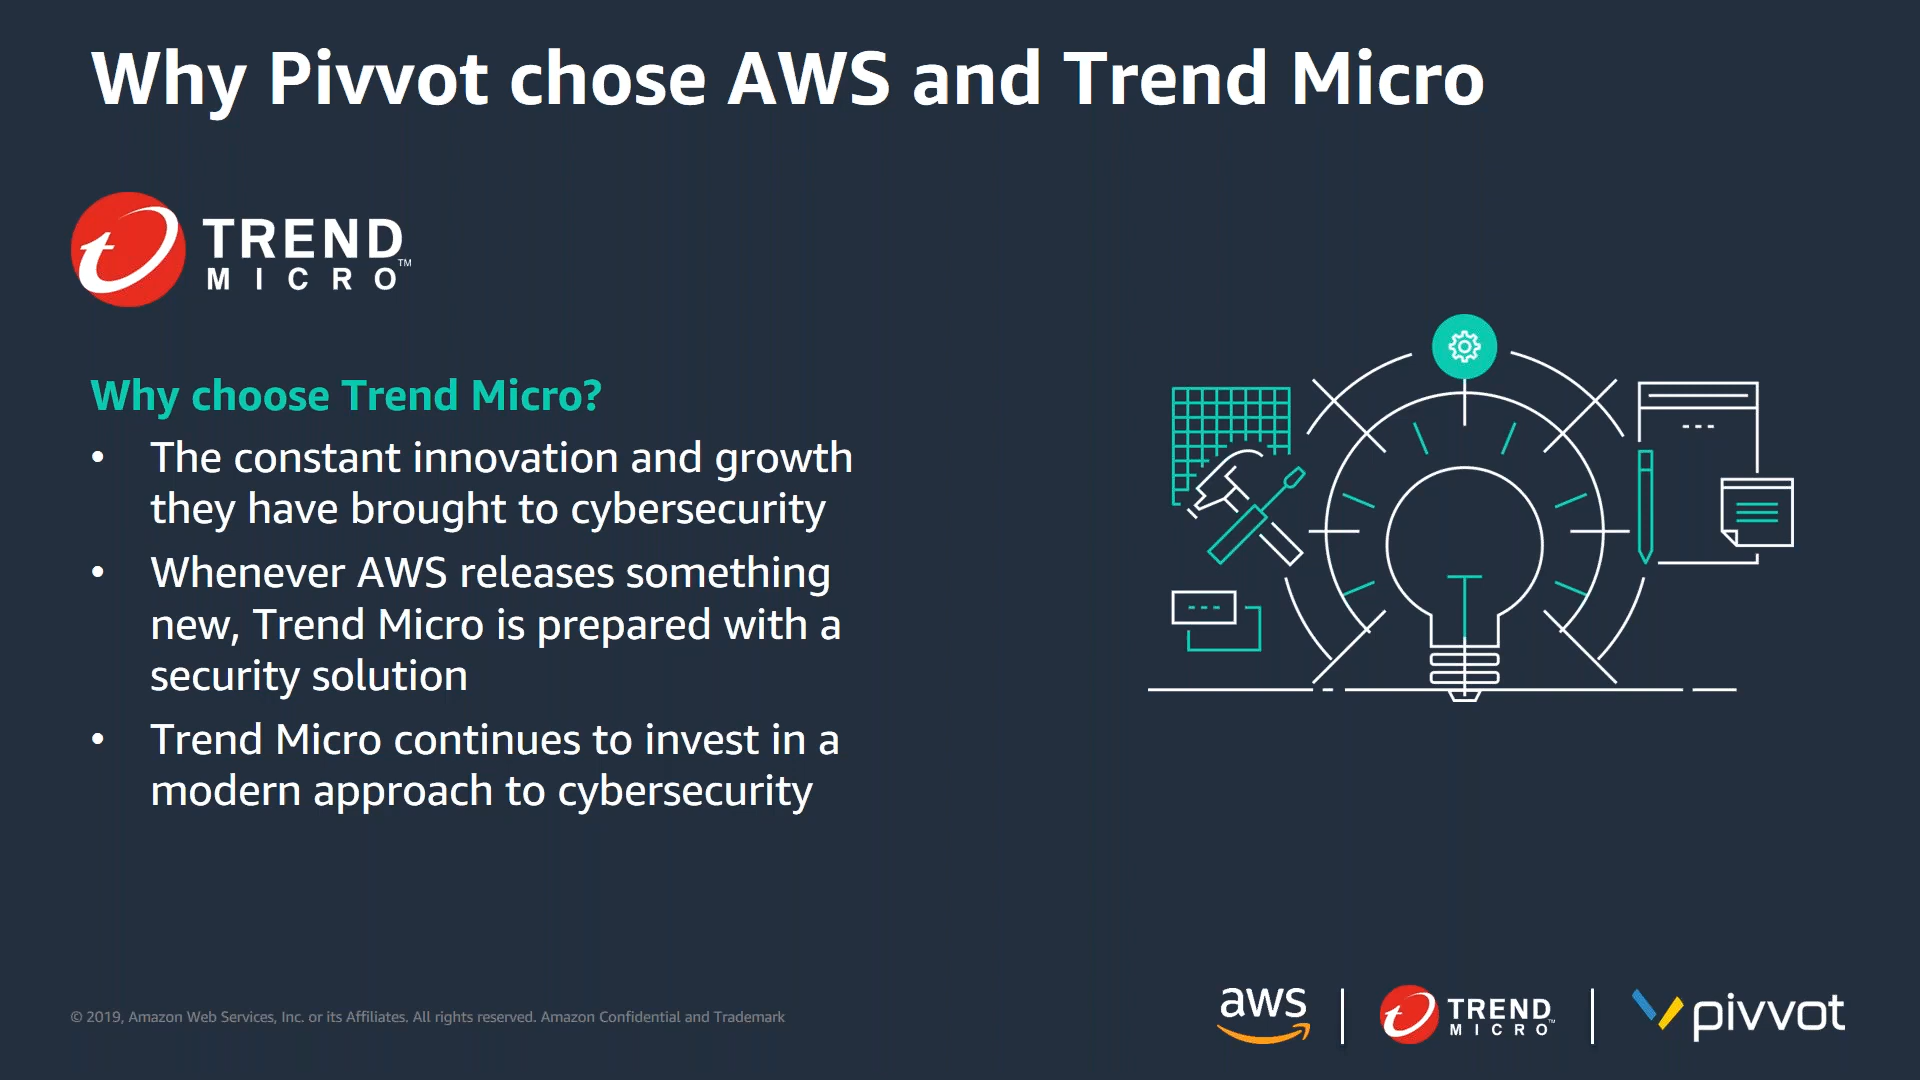 Why Pivvot chose AWS and Trend Micro
TREND
MICRO™
Why choose Trend Micro?
• The constant innovation and growth
they have brought to cybersecurity
• Whenever AWS releases something
new, Trend Micro is prepared with a
security solution
• Trend Micro continues to invest in a
modern approach to cybersecurity
© 2019, Amazon Web Services, Inc. or its Affiliates. All rights reserved. Amazon Confidential and Trademark
aws
TREND
MICRO™
pivvot